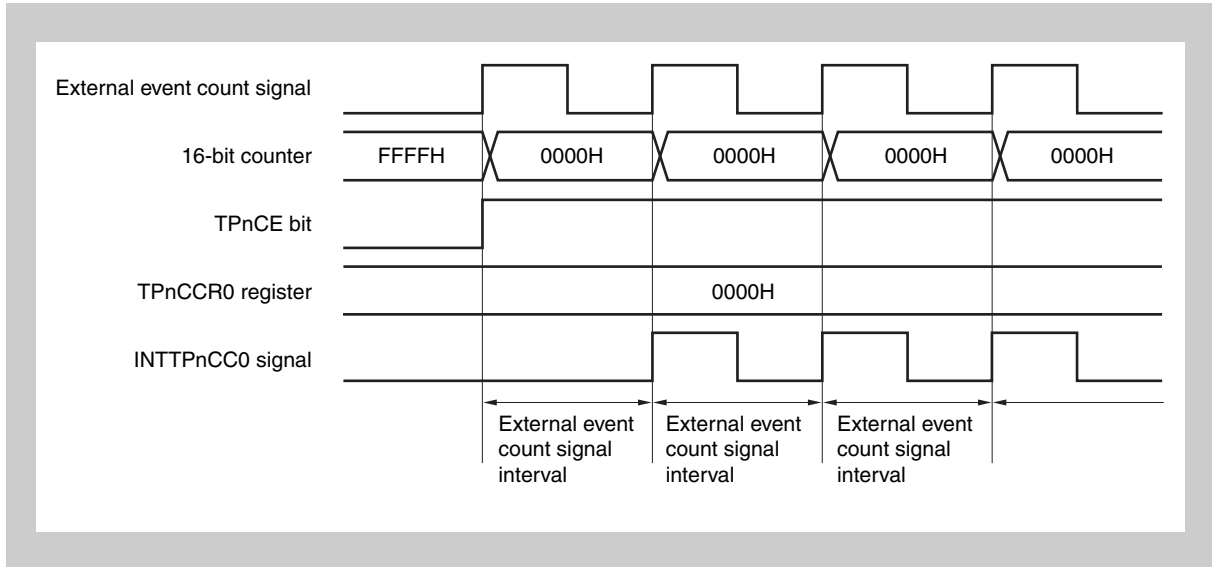 External event count signal
16-bit counter
FFFFH
0000H
0000H
0000H
0000H
TPnCE bit
TPnCCR0 register
0000H
INTTPnCC0 signal
External event
count signal
interval
External event
count signal
interval
External event
count signal
interval